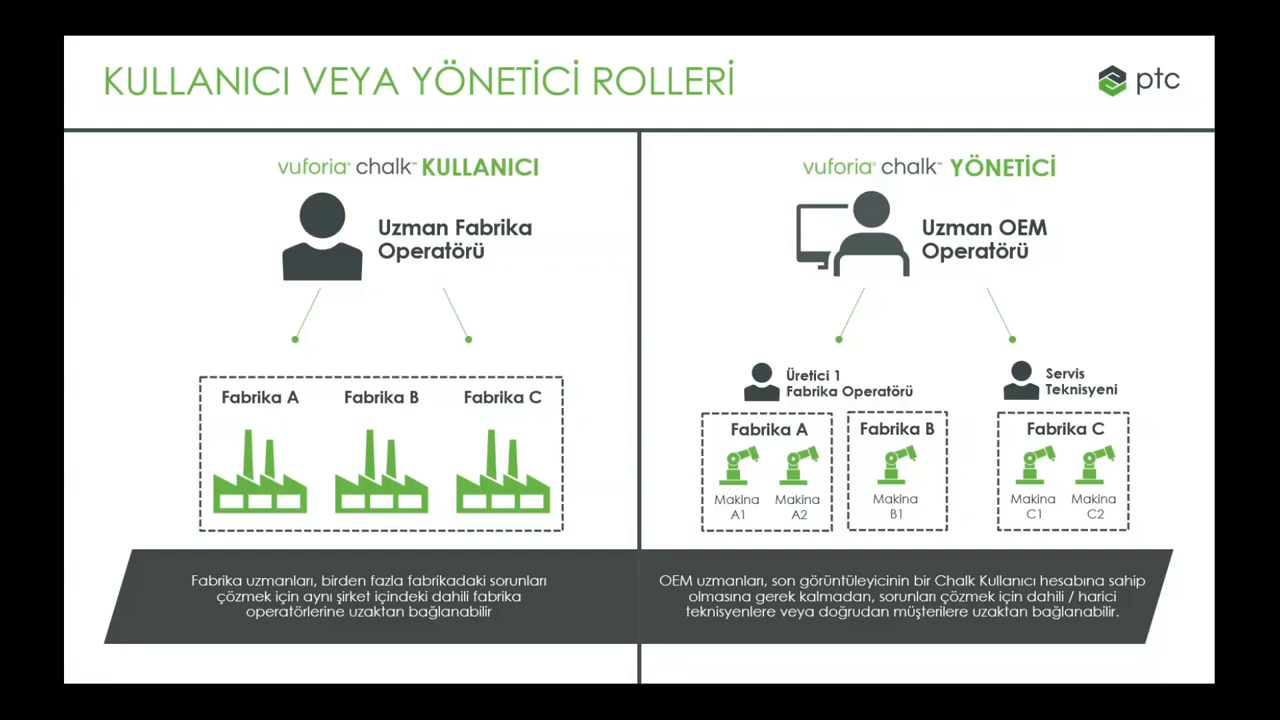 KULLANICI VEYA YÖNETİCİ ROLLERİ
ptc
vuforia® chalk™ KULLANICI
Uzman Fabrika
Operatörü
Fabrika A
Fabrika B
Fabrika C
Fabrika uzmanları, birden fazla fabrikadaki sorunları
çözmek için aynı şirket içindeki dahili fabrika
operatörlerine uzaktan bağlanabilir
vuforia® chalk™ YÖNETİCİ
Uzman OEM
Operatörü
Üretici 1
Fabrika Operatörü
Servis
Teknisyeni
Fabrika A
Makina
A1
Makina
A2
Fabrika B
Makina
B1
Fabrika C
Makina
C1
Makina
C2
OEM uzmanları, son görüntüleyicinin bir Chalk Kullanıcı hesabına sahip
olmasına gerek kalmadan, sorunları çözmek için dahili / harici
teknisyenlere veya doğrudan müşterilere uzaktan bağlanabilir.